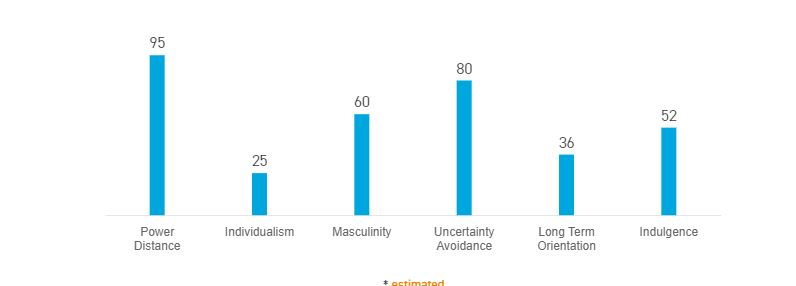 95
25
60
80
36
52
Power
Distance
Individualism
Masculinity
Uncertainty
Avoidance
Long Term
Orientation
Indulgence
* estimated